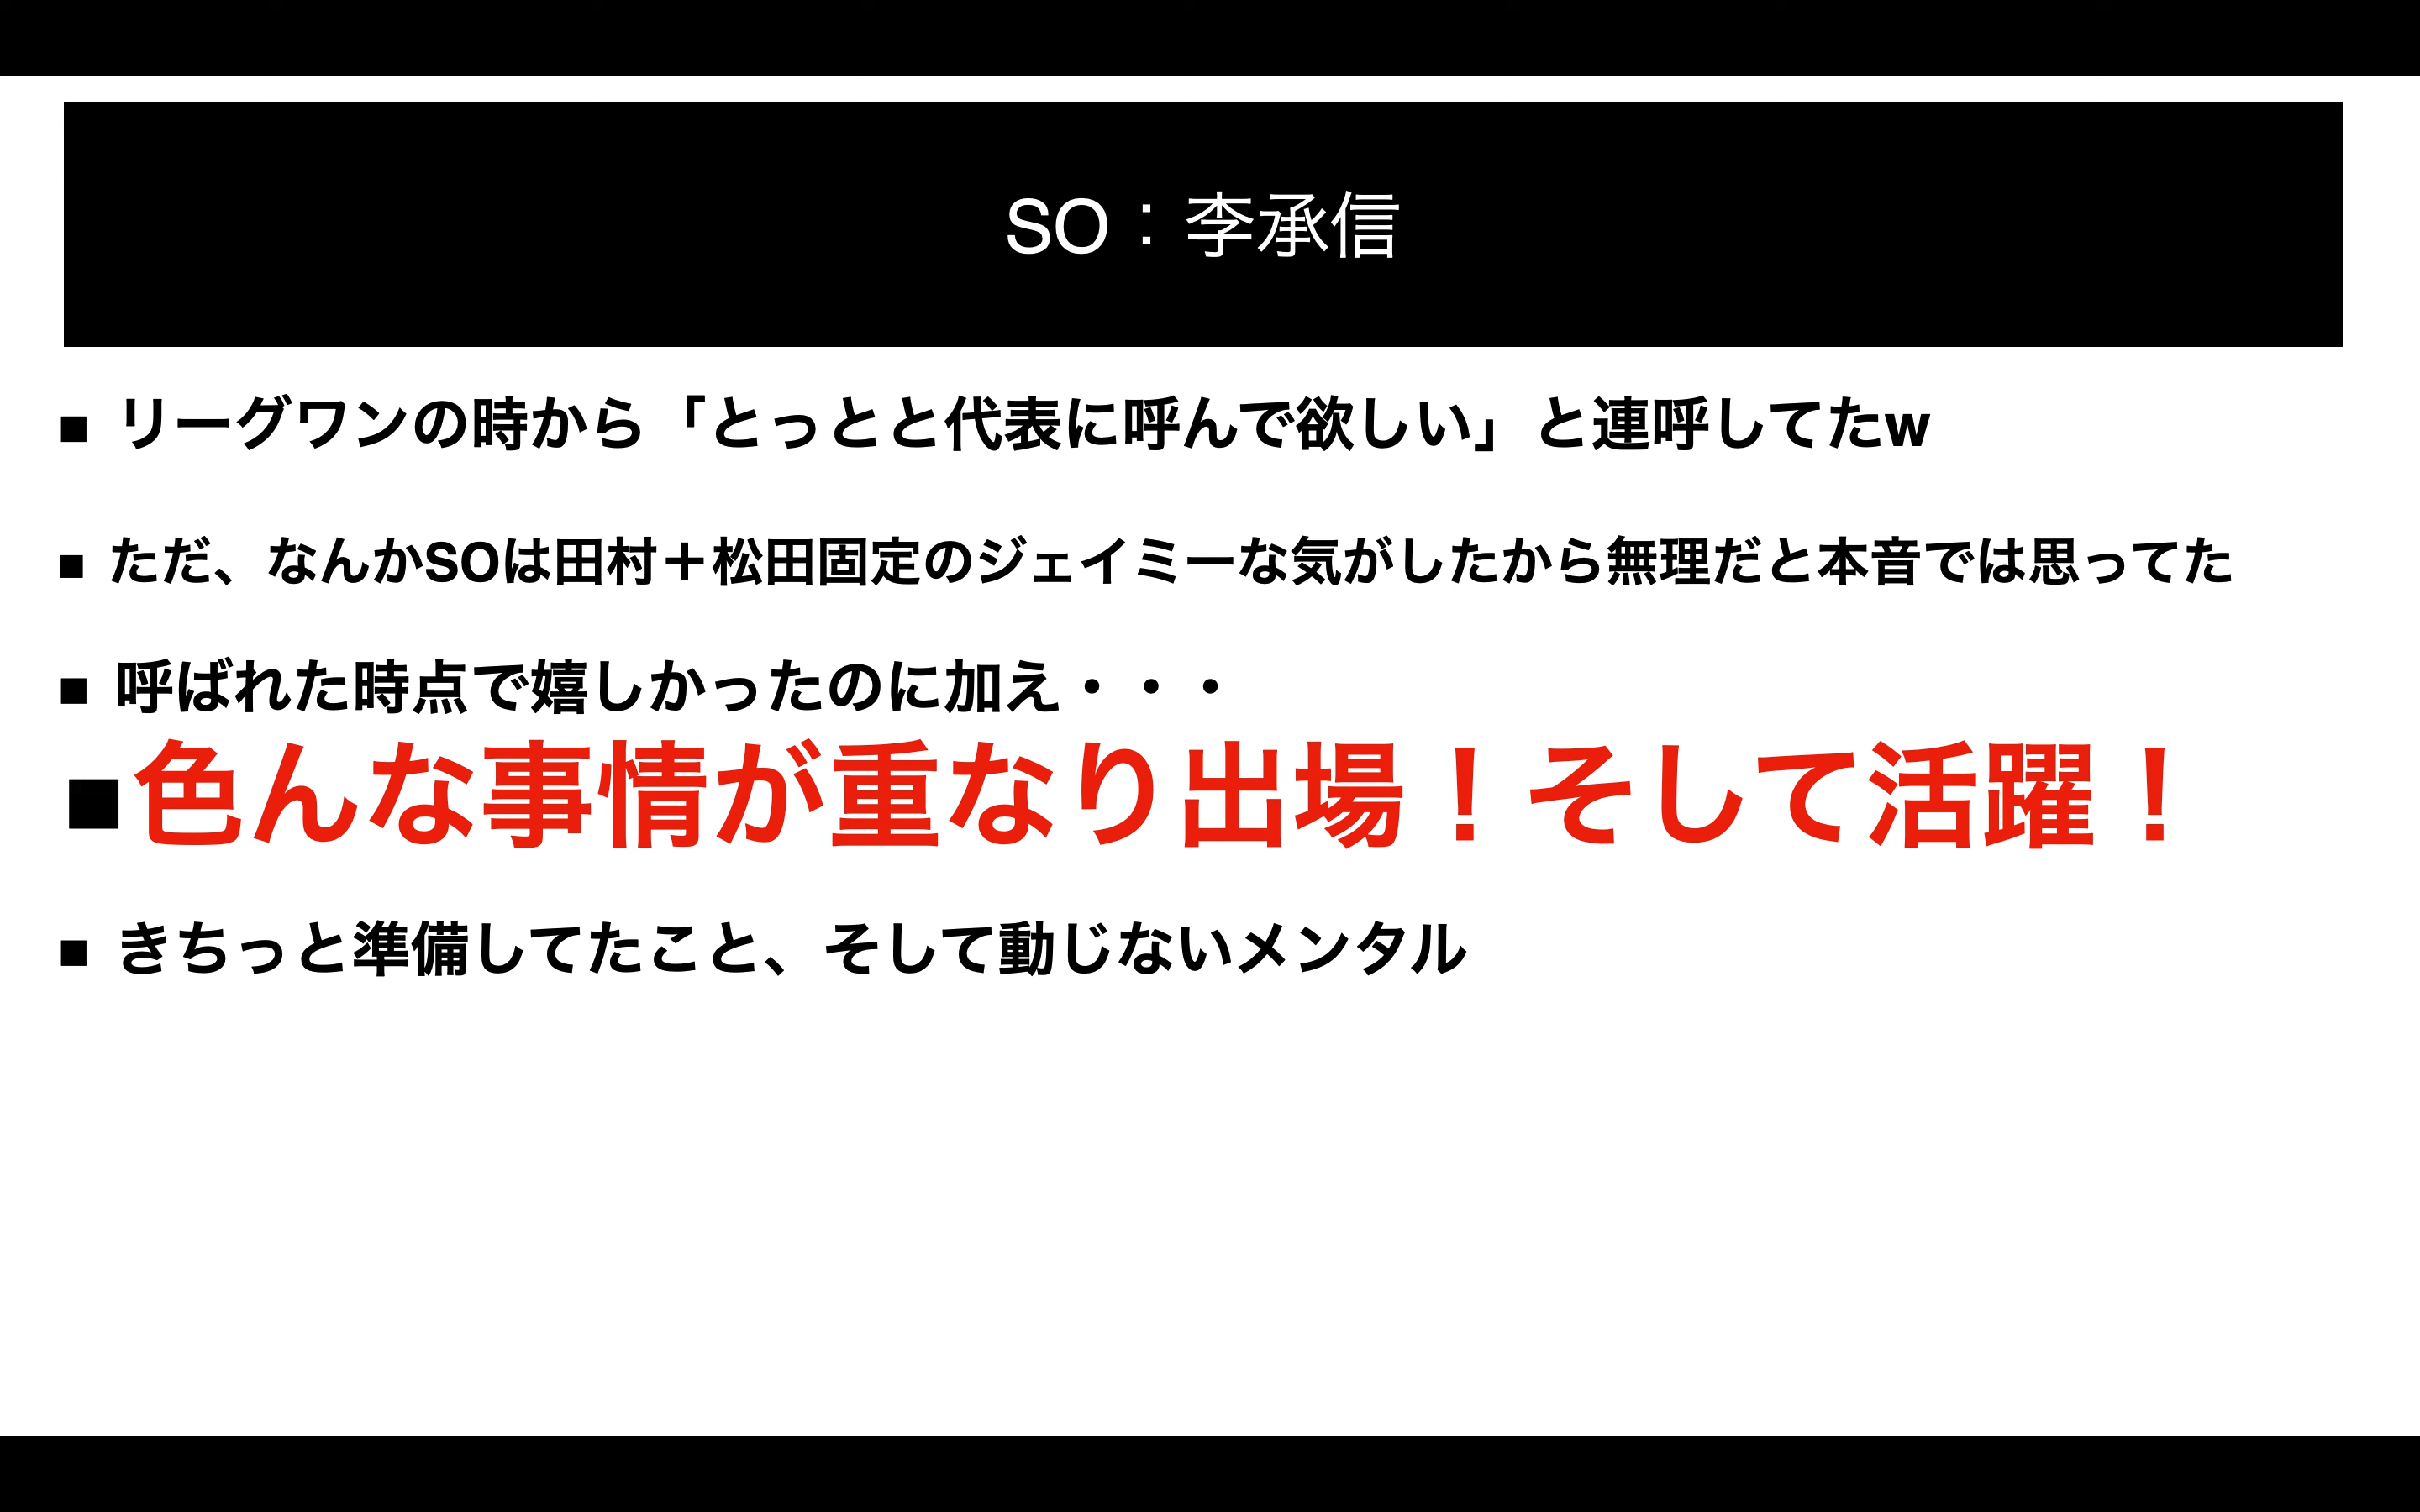 SO：李承信
■ リーグワンの時から「とっとと代表に呼んで欲しい」と連呼してたw
■ ただ、なんかSOは田村＋松田固定のジェイミーな気がしたから無理だと本音では思ってた
■ 呼ばれた時点で嬉しかったのに加え・・・
■色んな事情が重なり出場！そして活躍！
■ きちっと準備してたこと、そして動じないメンタル